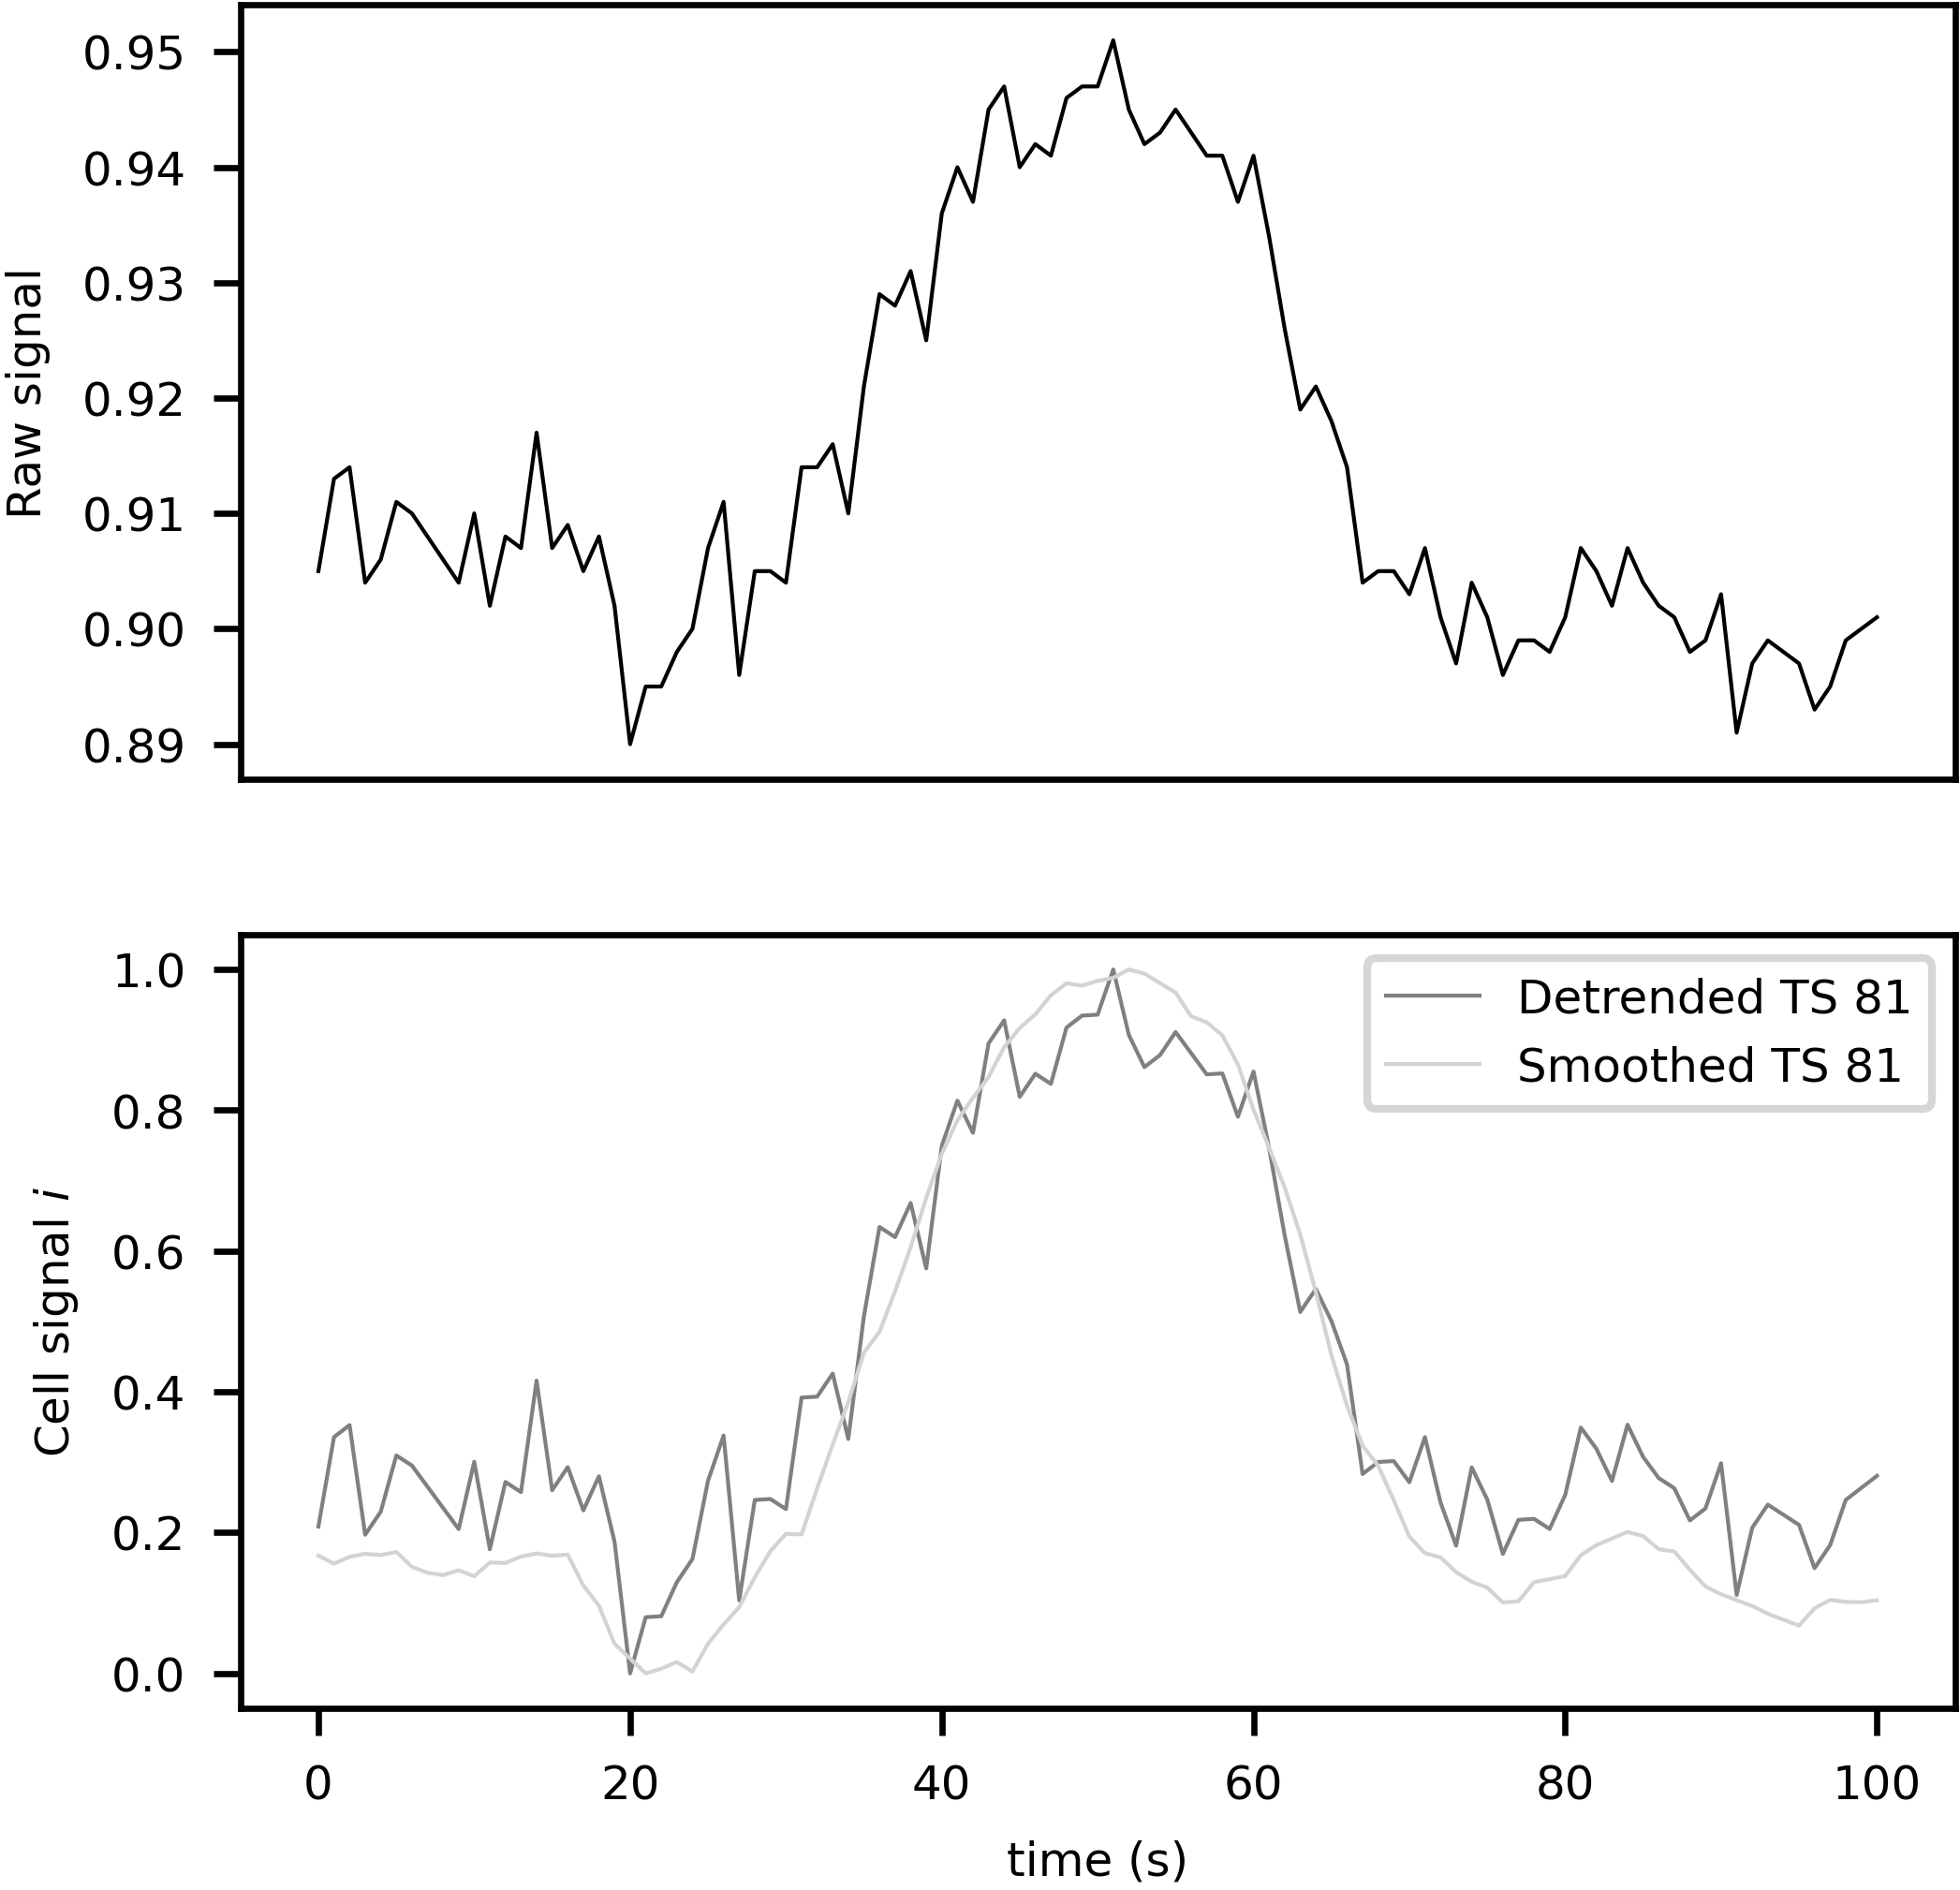 Raw signal
0.95
0.94
0.93
0.92
0.91
0.90
0.89
Cell signal i
1.0
0.8
0.6
0.4
0.2
0.0
Detrended TS 81
Smoothed TS 81
0 20 40 60 80 100
time (s)